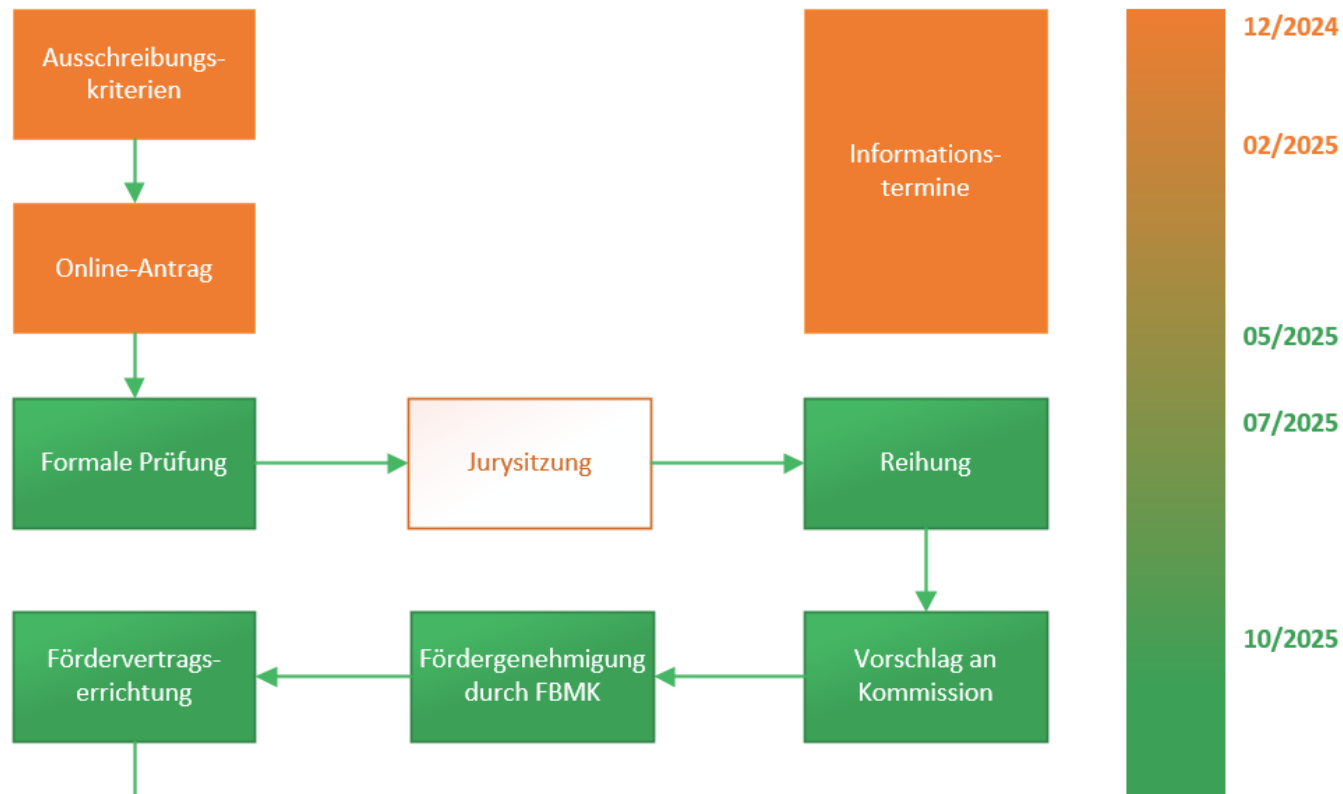 Ausschreibungs-
kriterien
Informations-
termine
12/2024
02/2025
Online-Antrag
05/2025
Formale Prüfung
Jurysitzung
Reihung
07/2025
Fördervertrags-
errichtung
Fördergenehmigung
durch FBMK
Vorschlag an
Kommission
10/2025